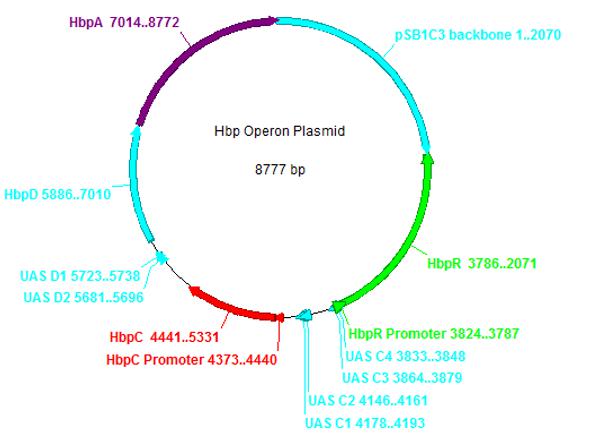 HbpA 7014..8772
pSB1C3 backbone 1..2070
Hbp Operon Plasmid
8777 bp
HbpD 5886..7010
HbpR 3786..2071
UAS D1 5723..5738
UAS D2 5681..5696
HbpC 4441..5331
HbpC Promoter 4373..4440
HbpR Promoter 3824..3787
UAS C4 3833..3848
UAS C3 3864..3879
UAS C2 4146..4161
UAS C1 4178..4193